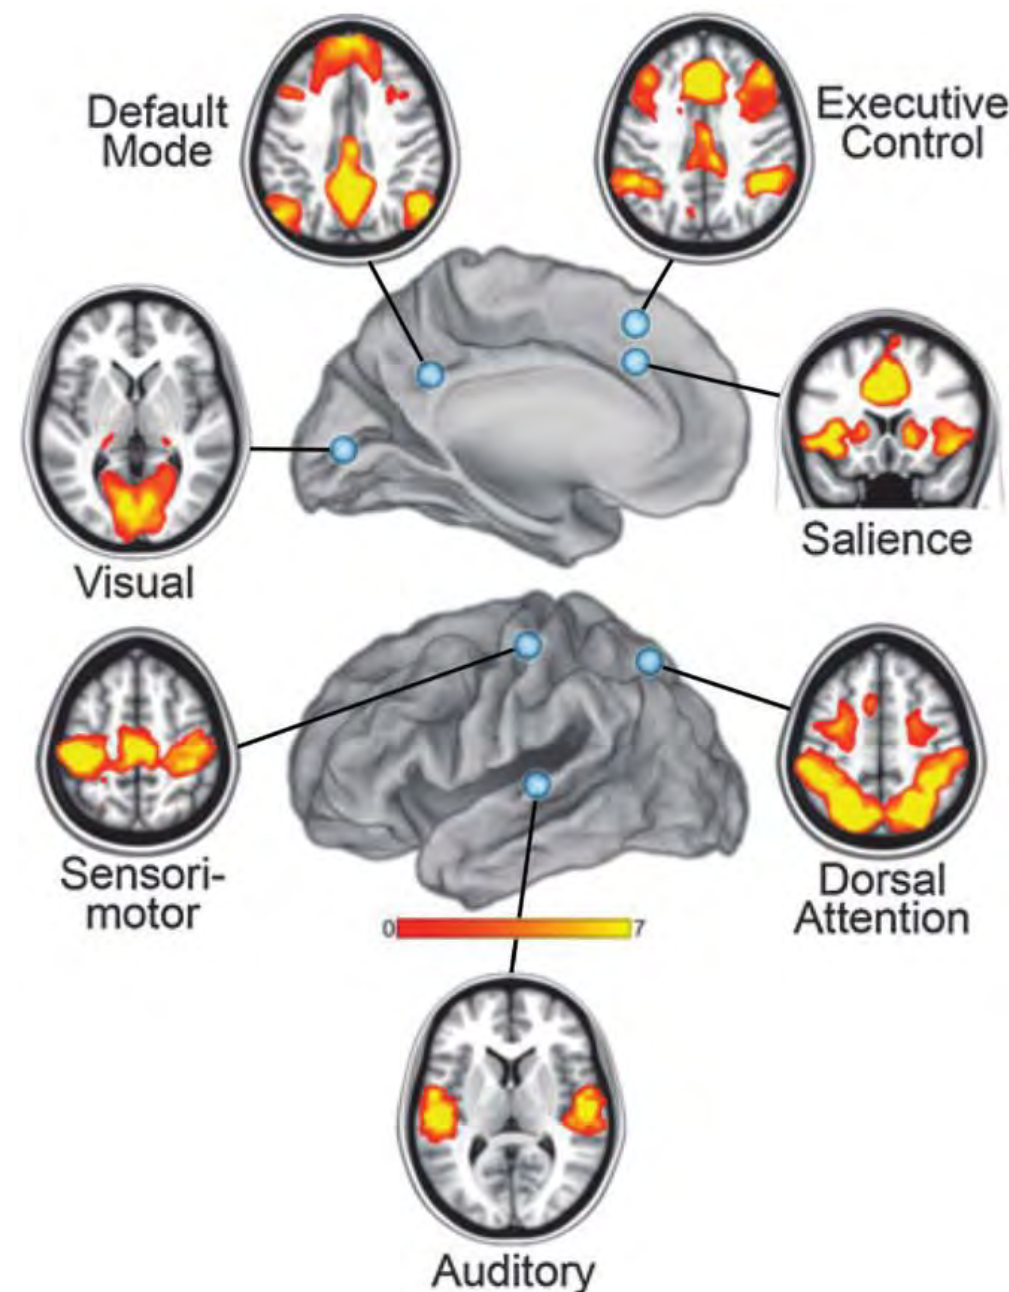 Default
Mode
Executive
Control
Visual
Salience
Sensori-
motor
Dorsal
Attention
0 7
Auditory